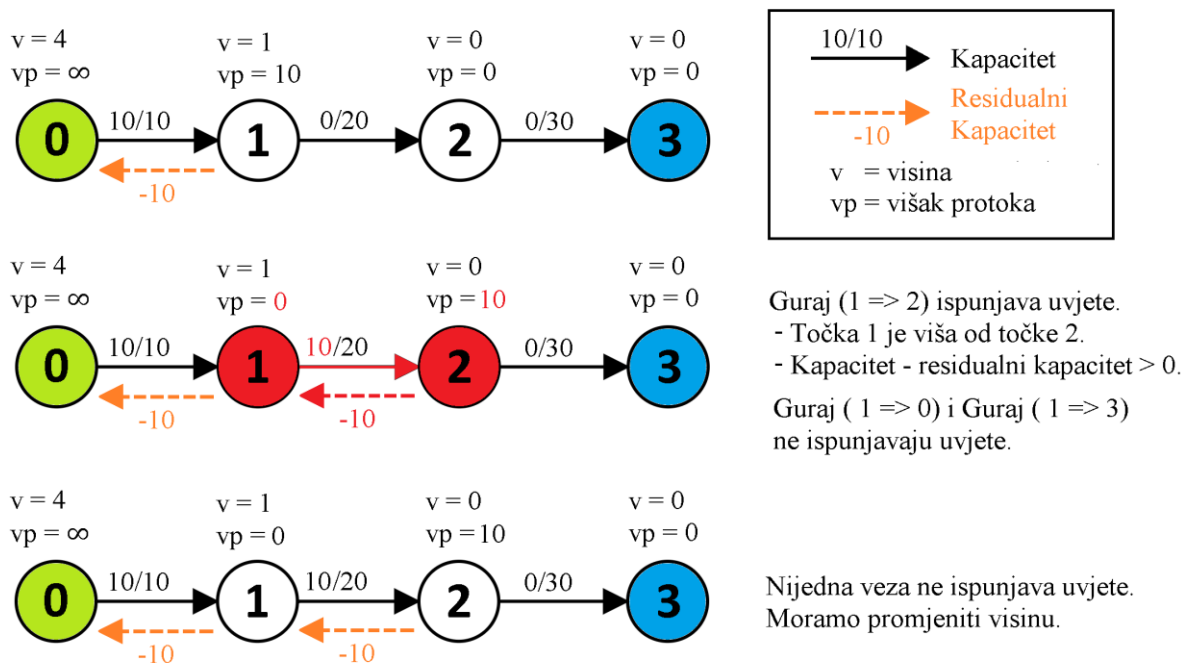 v = 4
vp = ∞
v = 1
vp = 10
v = 0
vp = 0
v = 0
vp = 0
0
10/10
1
0/20
2
0/30
3
-10
10/10
Kapacitet
-10
Residualni
Kapacitet
v = visina
vp = višak protoka
v = 4
vp = ∞
v = 1
vp = 0
v = 0
vp = 10
v = 0
vp = 0
0
10/10
1
10/20
2
0/30
3
-10
-10
Guraj (1 => 2) ispunjava uvjete.
- Točka 1 je viša od točke 2.
- Kapacitet - residualni kapacitet > 0.
Guraj ( 1 => 0) i Guraj ( 1 => 3)
ne ispunjavaju uvjete.
v = 4
vp = ∞
v = 1
vp = 0
v = 0
vp = 10
v = 0
vp = 0
0
10/10
1
10/20
2
0/30
3
-10
-10
Nijedna veza ne ispunjava uvjete.
Moramo promjeniti visinu.